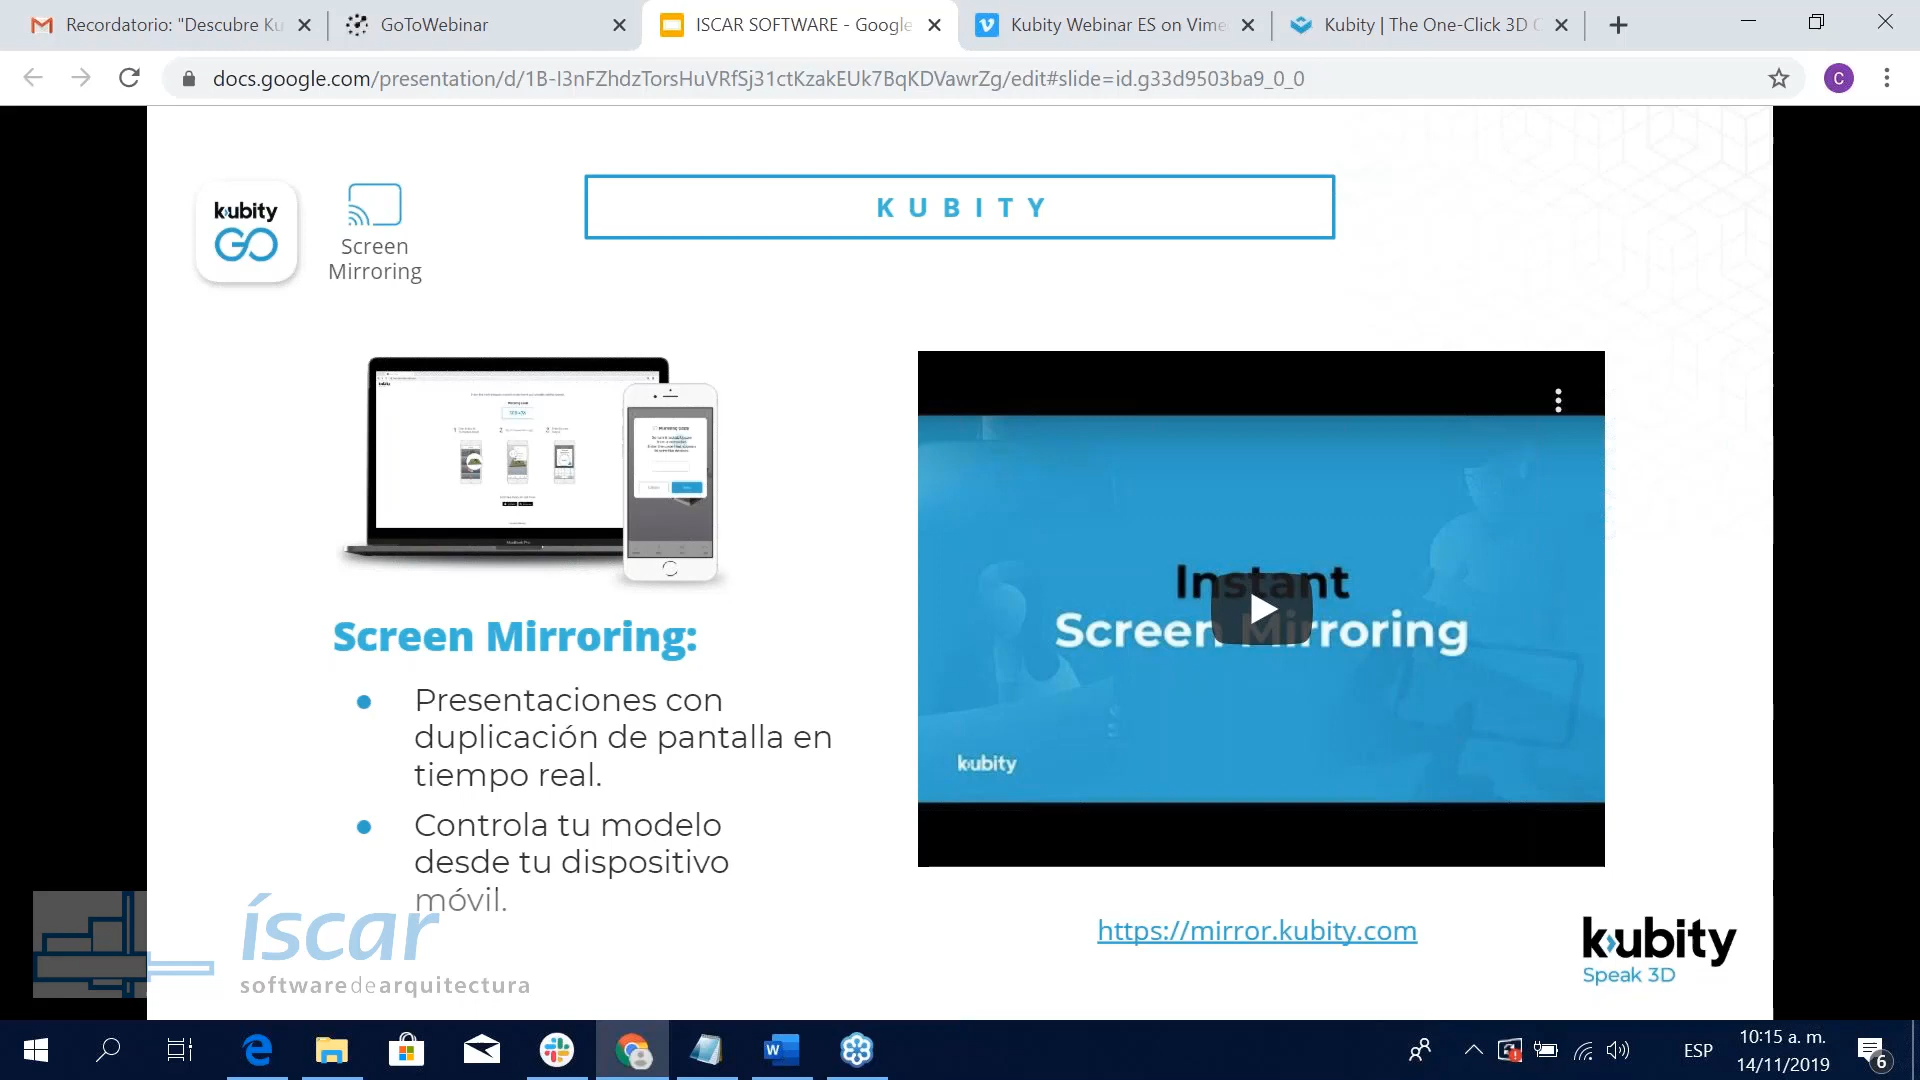 Recordatorio: "Descubre Ku
GoToWebinar
ISCAR SOFTWARE - Google
Kubity Webinar ES on Vime
Kubity | The One-Click 3D C
docs.google.com/presentation/d/1B-I3nFZhdzTorsHuVRfSj31ctKzakEUk7BqKDVawrZg/edit#slide=id.g33d9503ba9_0_0
C
kubity
GO
Screen
Mirroring
KUBITY
Instant
Screen Mirroring
kubity
Screen Mirroring:
Presentaciones con
duplicación de pantalla en
tiempo real.
Controla tu modelo
desde tu dispositivo
móvil.
íscar
softwaredearquitectura
https://mirror.kubity.com
kubity
Speak 3D
ESP
10:15 a. m.
14/11/2019
6